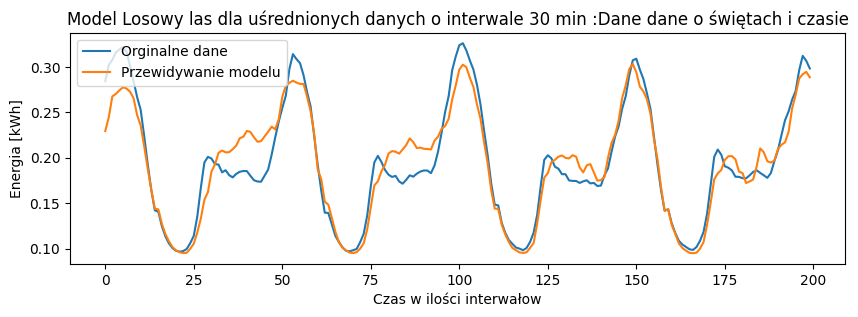 Model Losowy las dla uśrednionych danych o interwale 30 min :Dane dane o świętach i czasie
Orginalne dane
Przewidywanie modelu
Energia [kWh]
0.30
0.25
0.20
0.15
0.10
0 25 50 75 100 125 150 175 200
Czas w ilości interwałow